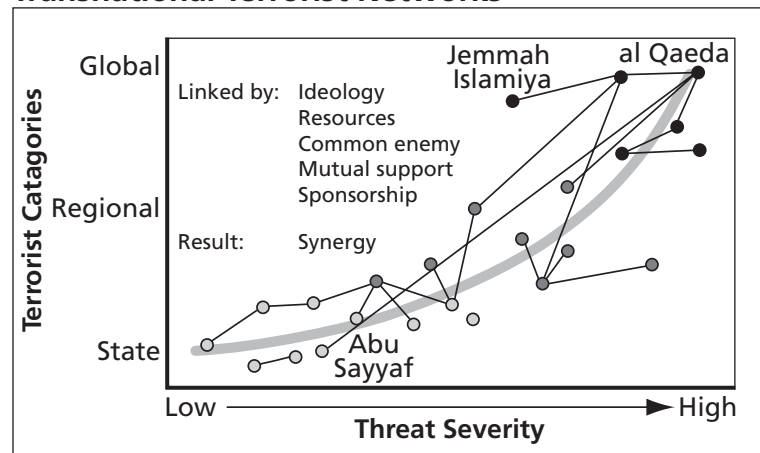 Transnational Terrorist Networks
Terrorist Catagories
Global
Regional
State
Jemmah
Islamiya
al Qaeda
Linked by: Ideology
Resources
Common enemy
Mutual support
Sponsorship
Result: Synergy
Abu
Sayyaf
Low
High
Threat Severity